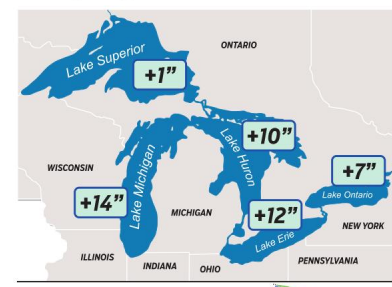 ONTARIO
Lake Superior
+1”
+10”
Lake Huron
+7”
WISCONSIN
Lake Michigan
+14”
Lake Ontario
MICHIGAN
+12”
NEW YORK
Lake Erie
ILLINOIS
INDIANA
OHIO
PENNSYLVANIA